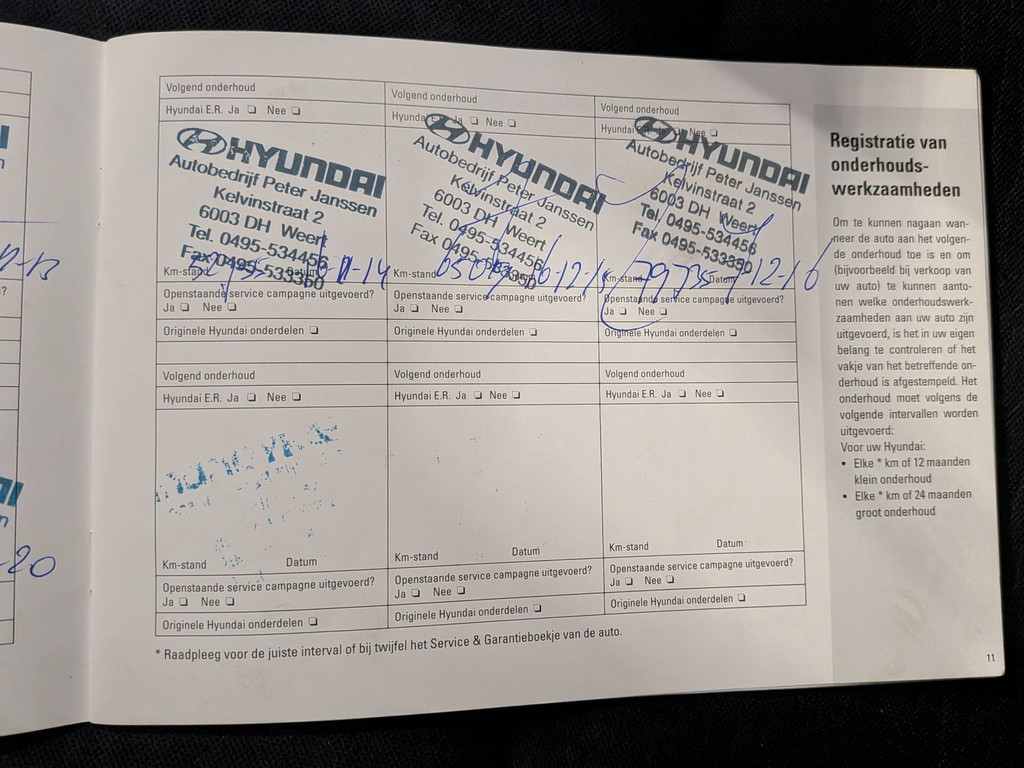 Volgend onderhoud
Hyundai E.R. Ja ❏ Nee ❏
HYUNDAI
Autobedrijf Peter Janssen
Kelvinstraat 2
6003 DH Weert
Tel. 0495-534456
Fax 0495-533350
Km-stand Datum 11-14
Openstaande service campagne uitgevoerd?
Ja ❏ Nee ❏
Originele Hyundai onderdelen ❏
Volgend onderhoud
Hyundai E.R. Ja ❏ Nee ❏
HYUNDAI
Autobedrijf Peter Janssen
Kelvinstraat 2
6003 DH Weert
Tel. 0495-534456
Fax 0495-533350
Km-stand
Openstaande service campagne uitgevoerd?
Ja ❏ Nee ❏
Originele Hyundai onderdelen ❏
Volgend onderhoud
Hyundai E.R. Ja Nee ❏
HYUNDAI
Autobedrijf Peter Janssen
Kelvinstraat 2
6003 DH Weert
Tel. 0495-534456
Fax 0495-533350
Km-stand 79735 Datum 12-16
Openstaande service campagne uitgevoerd?
Ja ❏ Nee ❏
Originele Hyundai onderdelen ❏
Volgend onderhoud
Hyundai E.R. Ja ❏ Nee ❏
Km-stand Datum
Openstaande service campagne uitgevoerd?
Ja ❏ Nee ❏
Originele Hyundai onderdelen ❏
Volgend onderhoud
Hyundai E.R. Ja ❏ Nee ❏
Km-stand Datum
Openstaande service campagne uitgevoerd?
Ja ❏ Nee ❏
Originele Hyundai onderdelen ❏
Volgend onderhoud
Hyundai E.R. Ja ❏ Nee ❏
Km-stand Datum
Openstaande service campagne uitgevoerd?
Ja ❏ Nee ❏
Originele Hyundai onderdelen ❏
* Raadpleeg voor de juiste interval of bij twijfel het Service & Garantieboekje van de auto.
Registratie van
onderhouds-
werkzaamheden
Om te kunnen nagaan wan-
neer de auto aan het volgen-
de onderhoud toe is en om
(bijvoorbeeld bij verkoop van
uw auto) te kunnen aanto-
nen welke onderhoudswerk-
zaamheden aan uw auto zijn
uitgevoerd, is het in uw eigen
belang te controleren of het
vakje van het betreffende on-
derhoud is afgestempeld. Het
onderhoud moet volgens de
volgende intervallen worden
uitgevoerd:
Voor uw Hyundai:
• Elke * km of 12 maanden
klein onderhoud
• Elke * km of 24 maanden
groot onderhoud
11